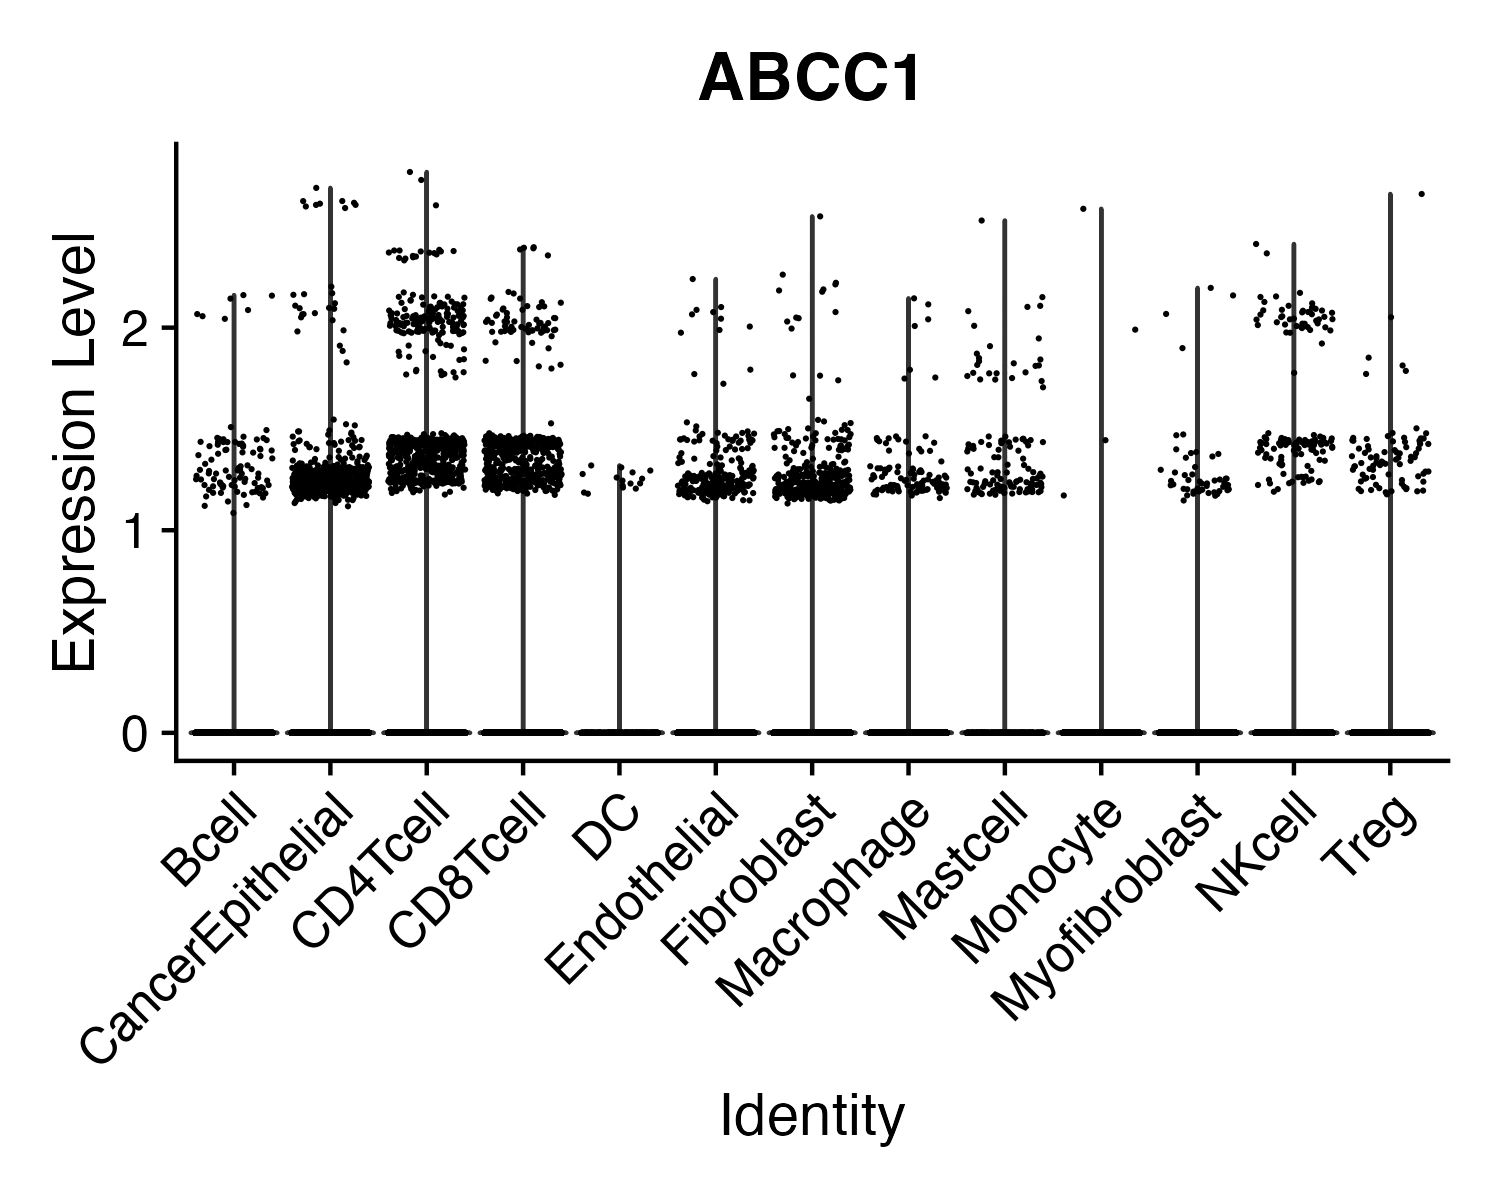 ABCC1
Expression Level
2
1
0
Bcell
CancerEpithelial
CD4Tcell
CD8Tcell
DC
Endothelial
Fibroblast
Macrophage
Mastcell
Monocyte
Myofibroblast
NKcell
Treg
Identity